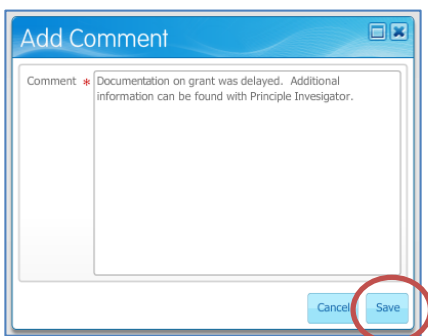 Add Comment
Comment * Documentation on grant was delayed. Additional
information can be found with Principle Invesigator.
Cancel Save